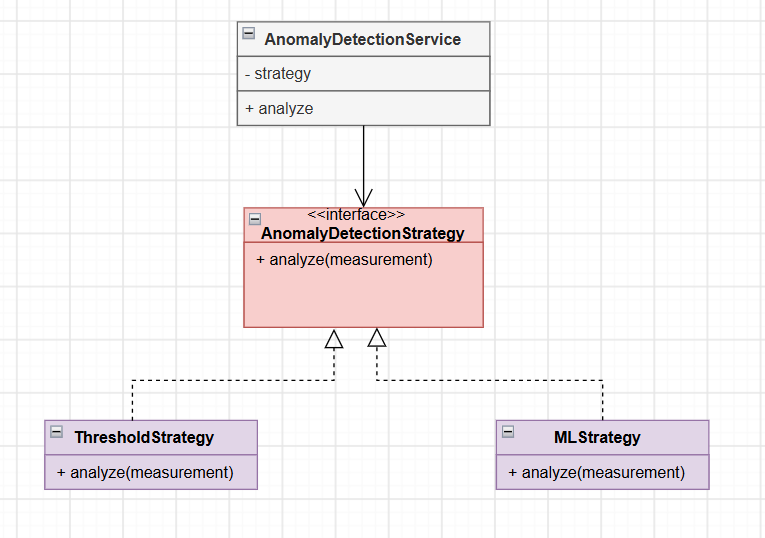 AnomalyDetectionService
- strategy
+ analyze
<<interface>>
AnomalyDetectionStrategy
+ analyze(measurement)
ThresholdStrategy
+ analyze(measurement)
MLStrategy
+ analyze(measurement)